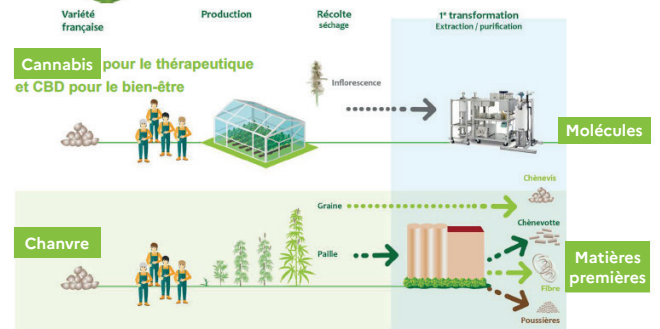 Variété
française
Production
Récolte
séchage
1e transformation
Extraction / purification
Cannabis pour le thérapeutique
et CBD pour le bien-être
Inflorescence
Molécules
Chènevis
Graine
Chènevotte
Chanvre
Paille
Matières
premières
Fibre
Poussières